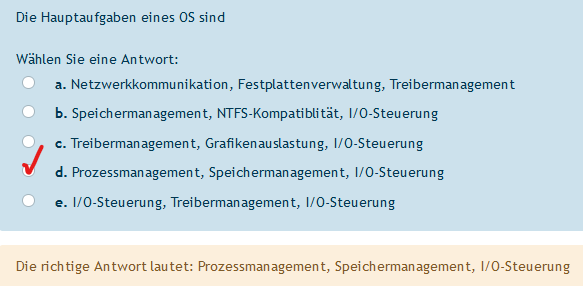 Die Hauptaufgaben eines OS sind
Wählen Sie eine Antwort:
a. Netzwerkkommunikation, Festplattenverwaltung, Treibermanagement
b. Speichermanagement, NTFS-Kompatiblität, I/O-Steuerung
c. Treibermanagement, Grafikenauslastung, I/O-Steuerung
d. Prozessmanagement, Speichermanagement, I/O-Steuerung
e. I/O-Steuerung, Treibermanagement, I/O-Steuerung
Die richtige Antwort lautet: Prozessmanagement, Speichermanagement, I/O-Steuerung